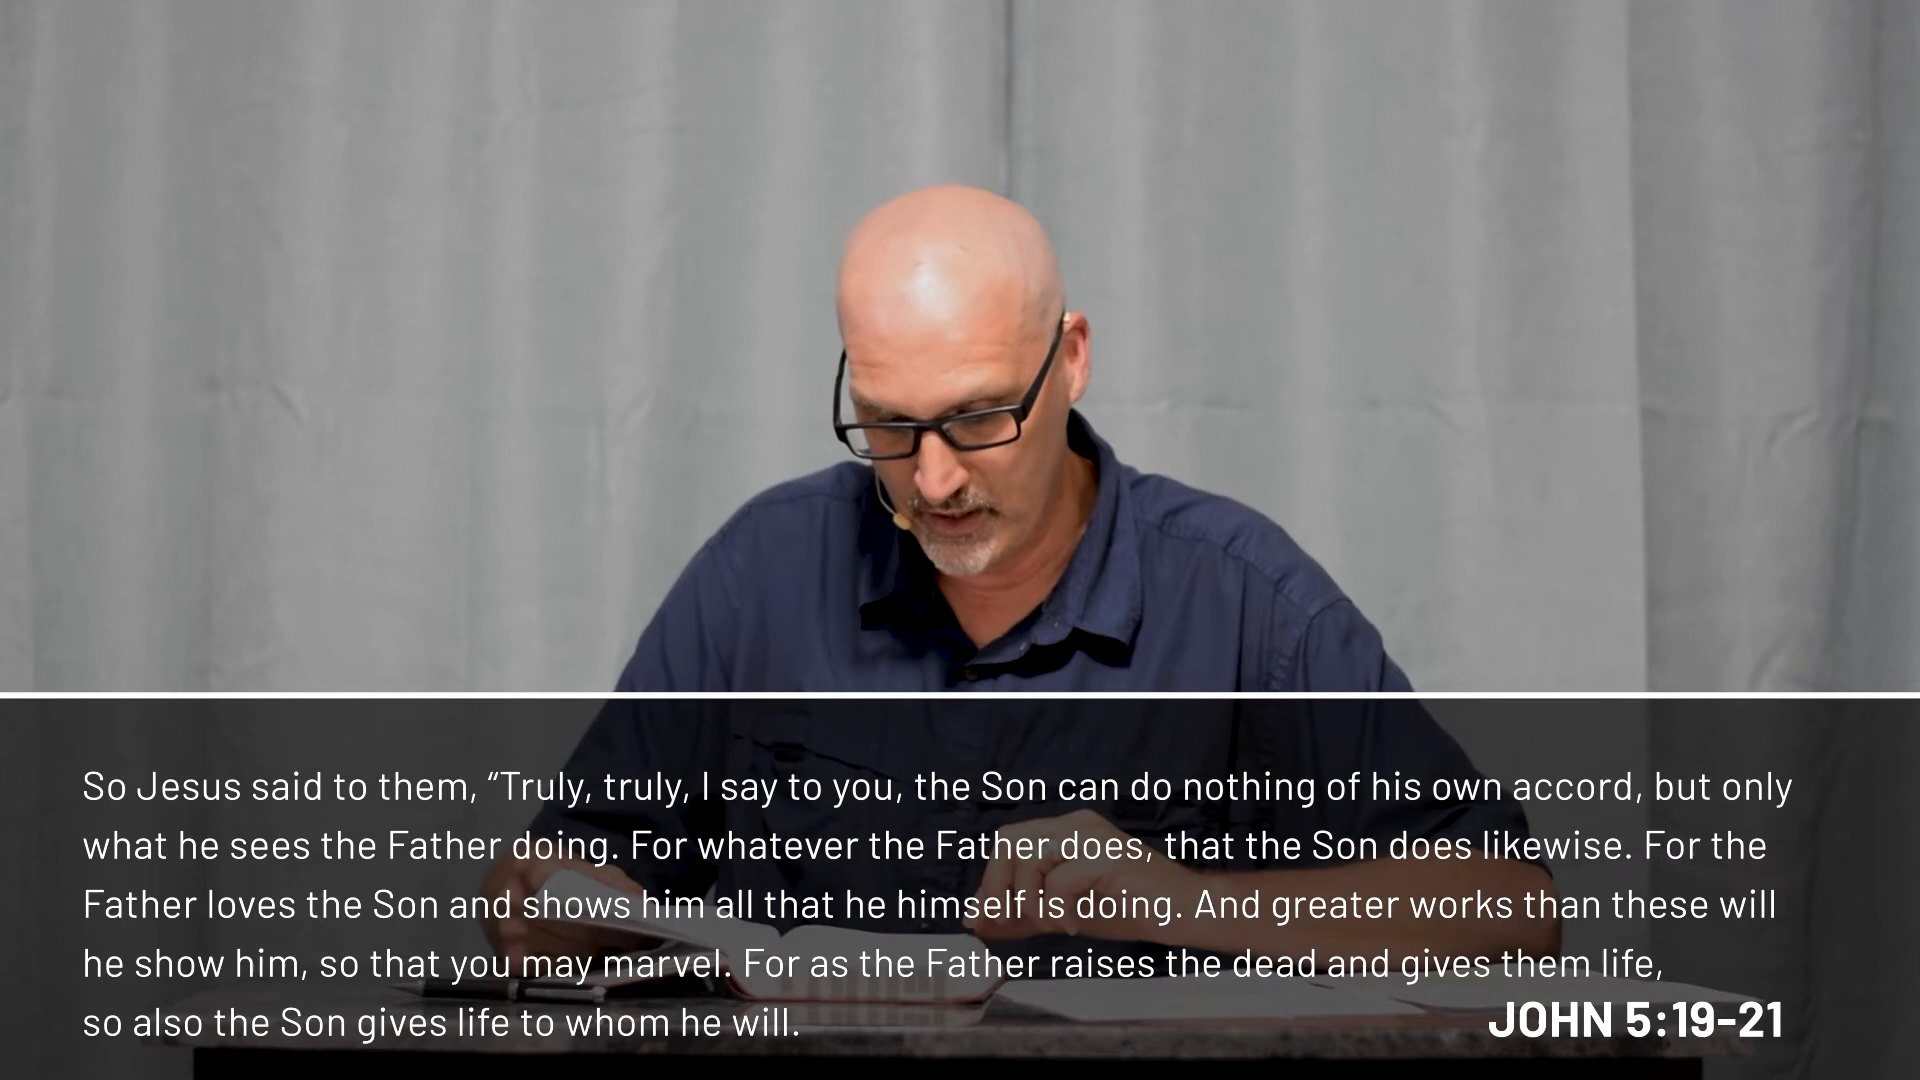 So Jesus said to them, “Truly, truly, I say to you, the Son can do nothing of his own accord, but only
what he sees the Father doing. For whatever the Father does, that the Son does likewise. For the
Father loves the Son and shows him all that he himself is doing. And greater works than these will
he show him, so that you may marvel. For as the Father raises the dead and gives them life,
so also the Son gives life to whom he will.
JOHN 5:19-21